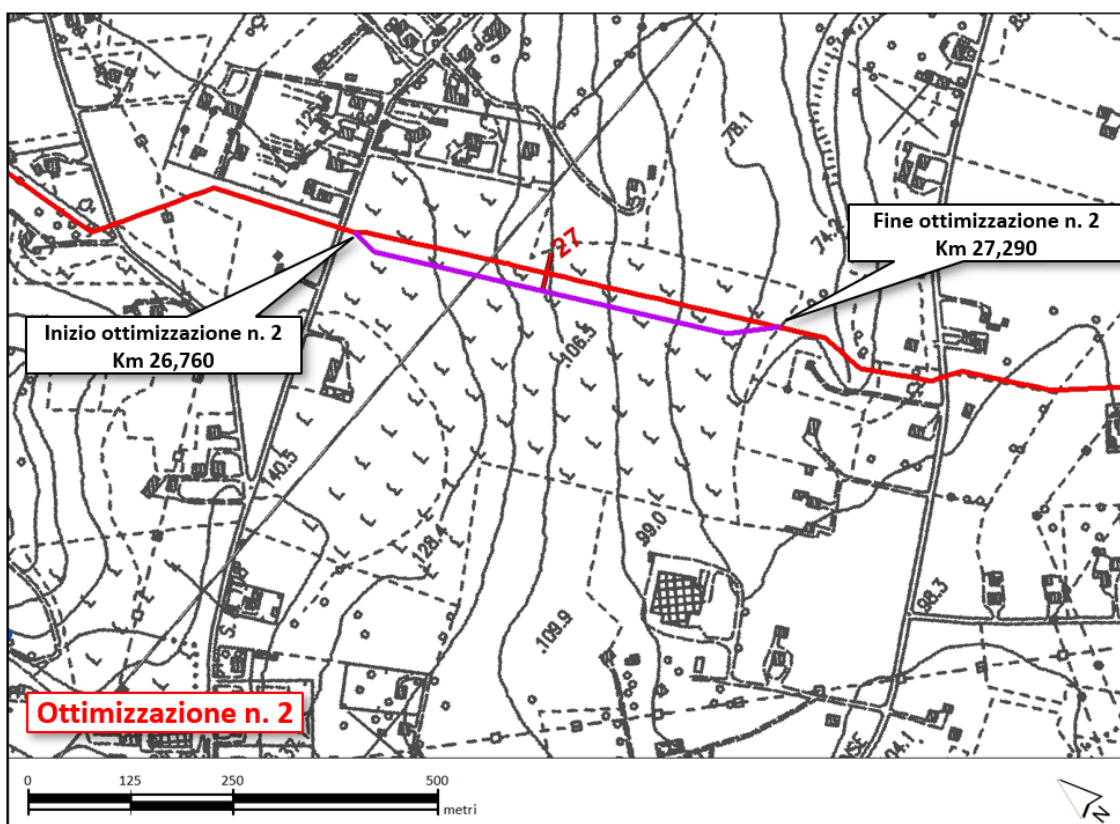 78.1
74.2
Fine ottimizzazione n. 2
Km 27,290
27
Inizio ottimizzazione n. 2
Km 26,760
106.5
140.5
128.4
99.0
98.3
109.9
Ottimizzazione n. 2
0 125 250 500
metri
N